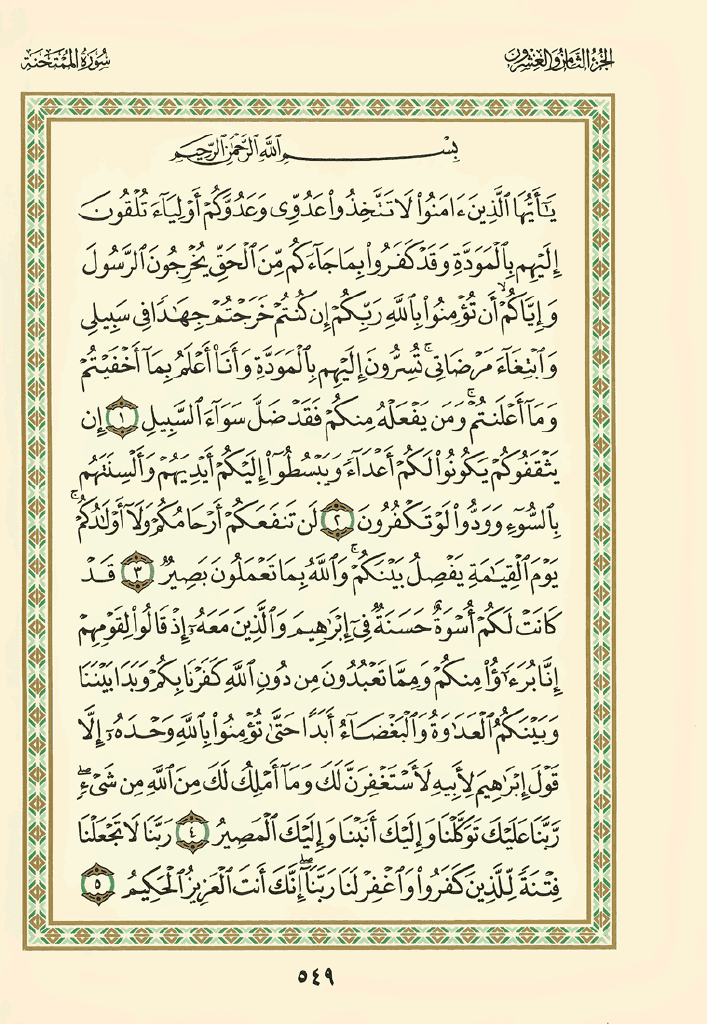 الجزء الثامن والعشرون
سورة الممتحنة
بِسْمِ ٱللَّهِ ٱلرَّحْمَٰنِ ٱلرَّحِيمِ
يَٰٓأَيُّهَا ٱلَّذِينَ ءَامَنُوا۟ لَا تَتَّخِذُوا۟ عَدُوِّى وَعَدُوَّكُمْ أَوْلِيَآءَ تُلْقُونَ
إِلَيْهِم بِٱلْمَوَدَّةِ وَقَدْ كَفَرُوا۟ بِمَا جَآءَكُم مِّنَ ٱلْحَقِّ يُخْرِجُونَ ٱلرَّسُولَ
وَإِيَّاكُمْ ۙ أَن تُؤْمِنُوا۟ بِٱللَّهِ رَبِّكُمْ إِن كُنتُمْ خَرَجْتُمْ جِهَٰدًا فِى سَبِيلِى
وَٱبْتِغَآءَ مَرْضَاتِى ۚ تُسِرُّونَ إِلَيْهِم بِٱلْمَوَدَّةِ وَأَنَا۠ أَعْلَمُ بِمَآ أَخْفَيْتُمْ
وَمَآ أَعْلَنتُمْ ۚ وَمَن يَفْعَلْهُ مِنكُمْ فَقَدْ ضَلَّ سَوَآءَ ٱلسَّبِيلِ ١ إِن
يَثْقَفُوكُمْ يَكُونُوا۟ لَكُمْ أَعْدَآءً وَيَبْسُطُوٓا۟ إِلَيْكُمْ أَيْدِيَهُمْ وَأَلْسِنَتَهُم
بِٱلسُّوٓءِ وَوَدُّوا۟ لَوْ تَكْفُرُونَ ٢ لَن تَنفَعَكُمْ أَرْحَامُكُمْ وَلَآ أَوْلَٰدُكُمْ ۚ
يَوْمَ ٱلْقِيَٰمَةِ يَفْصِلُ بَيْنَكُمْ ۚ وَٱللَّهُ بِمَا تَعْمَلُونَ بَصِيرٌ ٣ قَدْ
كَانَتْ لَكُمْ أُسْوَةٌ حَسَنَةٌ فِىٓ إِبْرَٰهِيمَ وَٱلَّذِينَ مَعَهُۥٓ إِذْ قَالُوا۟ لِقَوْمِهِمْ
إِنَّا بُرَءَٰٓؤُا۟ مِنكُمْ وَمِمَّا تَعْبُدُونَ مِن دُونِ ٱللَّهِ كَفَرْنَا بِكُمْ وَبَدَا بَيْنَنَا
وَبَيْنَكُمُ ٱلْعَدَٰوَةُ وَٱلْبَغْضَآءُ أَبَدًا حَتَّىٰ تُؤْمِنُوا۟ بِٱللَّهِ وَحْدَهُۥٓ إِلَّا
قَوْلَ إِبْرَٰهِيمَ لِأَبِيهِ لَأَسْتَغْفِرَنَّ لَكَ وَمَآ أَمْلِكُ لَكَ مِنَ ٱللَّهِ مِن شَىْءٍ ۖ
رَّبَّنَا عَلَيْكَ تَوَكَّلْنَا وَإِلَيْكَ أَنَبْنَا وَإِلَيْكَ ٱلْمَصِيرُ ٤ رَبَّنَا لَا تَجْعَلْنَا
فِتْنَةً لِّلَّذِينَ كَفَرُوا۟ وَٱغْفِرْ لَنَا رَبَّنَآ ۖ إِنَّكَ أَنتَ ٱلْعَزِيزُ ٱلْحَكِيمُ ٥
٥٤٩